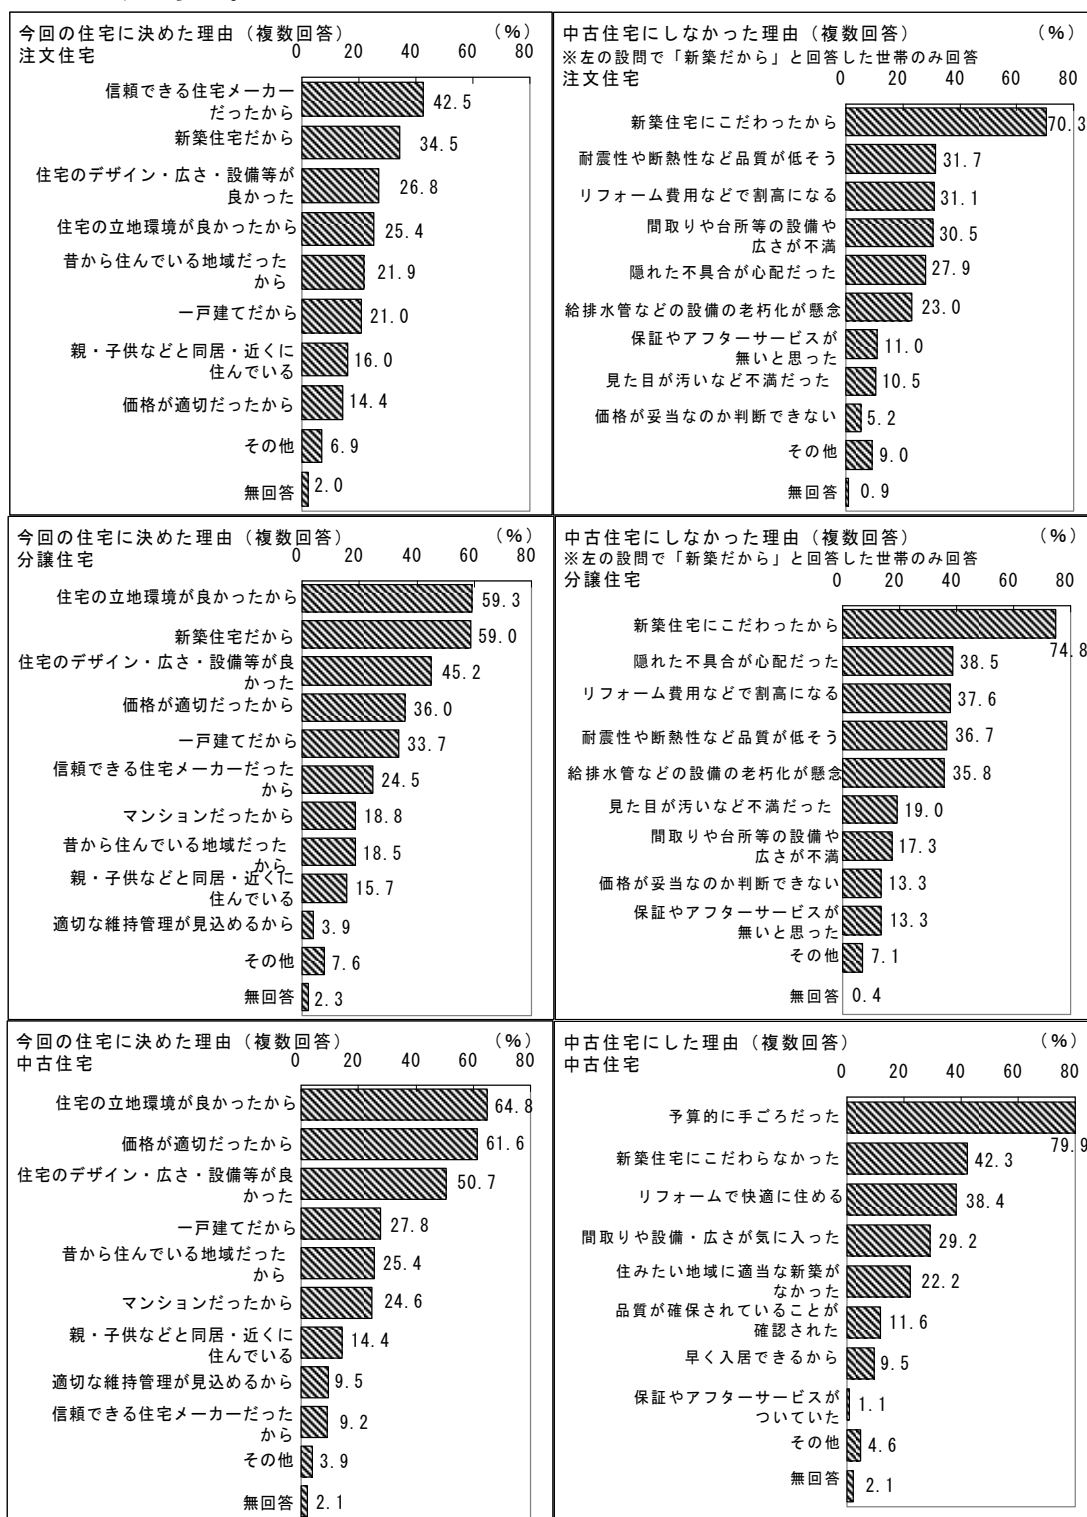 今回の住宅に決めた理由（複数回答）　（％）
注文住宅
0 20 40 60 80
信頼できる住宅メーカー
だったから 42.5
新築住宅だから 34.5
住宅のデザイン・広さ・設備等が
良かった 26.8
住宅の立地環境が良かったから 25.4
昔から住んでいる地域だった
から 21.9
一戸建てだから 21.0
親・子供などと同居・近くに
住んでいる 16.0
価格が適切だったから 14.4
その他 6.9
無回答 2.0
中古住宅にしなかった理由（複数回答）　（％）
※左の設問で「新築だから」と回答した世帯のみ回答
注文住宅
0 20 40 60 80
新築住宅にこだわったから 70.3
耐震性や断熱性など品質が低そう 31.7
リフォーム費用などで割高になる 31.1
間取りや台所等の設備や
広さが不満 30.5
隠れた不具合が心配だった 27.9
給排水管などの設備の老朽化が懸念 23.0
保証やアフターサービスが
無いと思った 11.0
見た目が汚いなど不満だった 10.5
価格が妥当なのか判断できない 5.2
その他 9.0
無回答 0.9
今回の住宅に決めた理由（複数回答）　（％）
分譲住宅
0 20 40 60 80
住宅の立地環境が良かったから 59.3
新築住宅だから 59.0
住宅のデザイン・広さ・設備等が良
かった 45.2
価格が適切だったから 36.0
一戸建てだから 33.7
信頼できる住宅メーカーだった
から 24.5
マンションだったから 18.8
昔から住んでいる地域だった
から 18.5
親・子供などと同居・近くに
住んでいる 15.7
適切な維持管理が見込めるから 3.9
その他 7.6
無回答 2.3
中古住宅にしなかった理由（複数回答）　（％）
※左の設問で「新築だから」と回答した世帯のみ回答
分譲住宅
0 20 40 60 80
新築住宅にこだわったから 74.8
隠れた不具合が心配だった 38.5
リフォーム費用などで割高になる 37.6
耐震性や断熱性など品質が低そう 36.7
給排水管などの設備の老朽化が懸念 35.8
見た目が汚いなど不満だった 19.0
間取りや台所等の設備や
広さが不満 17.3
価格が妥当なのか判断できない 13.3
保証やアフターサービスが
無いと思った 13.3
その他 7.1
無回答 0.4
今回の住宅に決めた理由（複数回答）　（％）
中古住宅
0 20 40 60 80
住宅の立地環境が良かったから 64.8
価格が適切だったから 61.6
住宅のデザイン・広さ・設備等が良
かった 50.7
一戸建てだから 27.8
昔から住んでいる地域だった
から 25.4
マンションだったから 24.6
親・子供などと同居・近くに
住んでいる 14.4
適切な維持管理が見込めるから 9.5
信頼できる住宅メーカーだった
から 9.2
その他 3.9
無回答 2.1
中古住宅にした理由（複数回答）　（％）
中古住宅
0 20 40 60 80
予算的に手ごろだった 79.9
新築住宅にこだわらなかった 42.3
リフォームで快適に住める 38.4
間取りや設備・広さが気に入った 29.2
住みたい地域に適当な新築が
なかった 22.2
品質が確保されていることが
確認された 11.6
早く入居できるから 9.5
保証やアフターサービスが
ついていた 1.1
その他 4.6
無回答 2.1